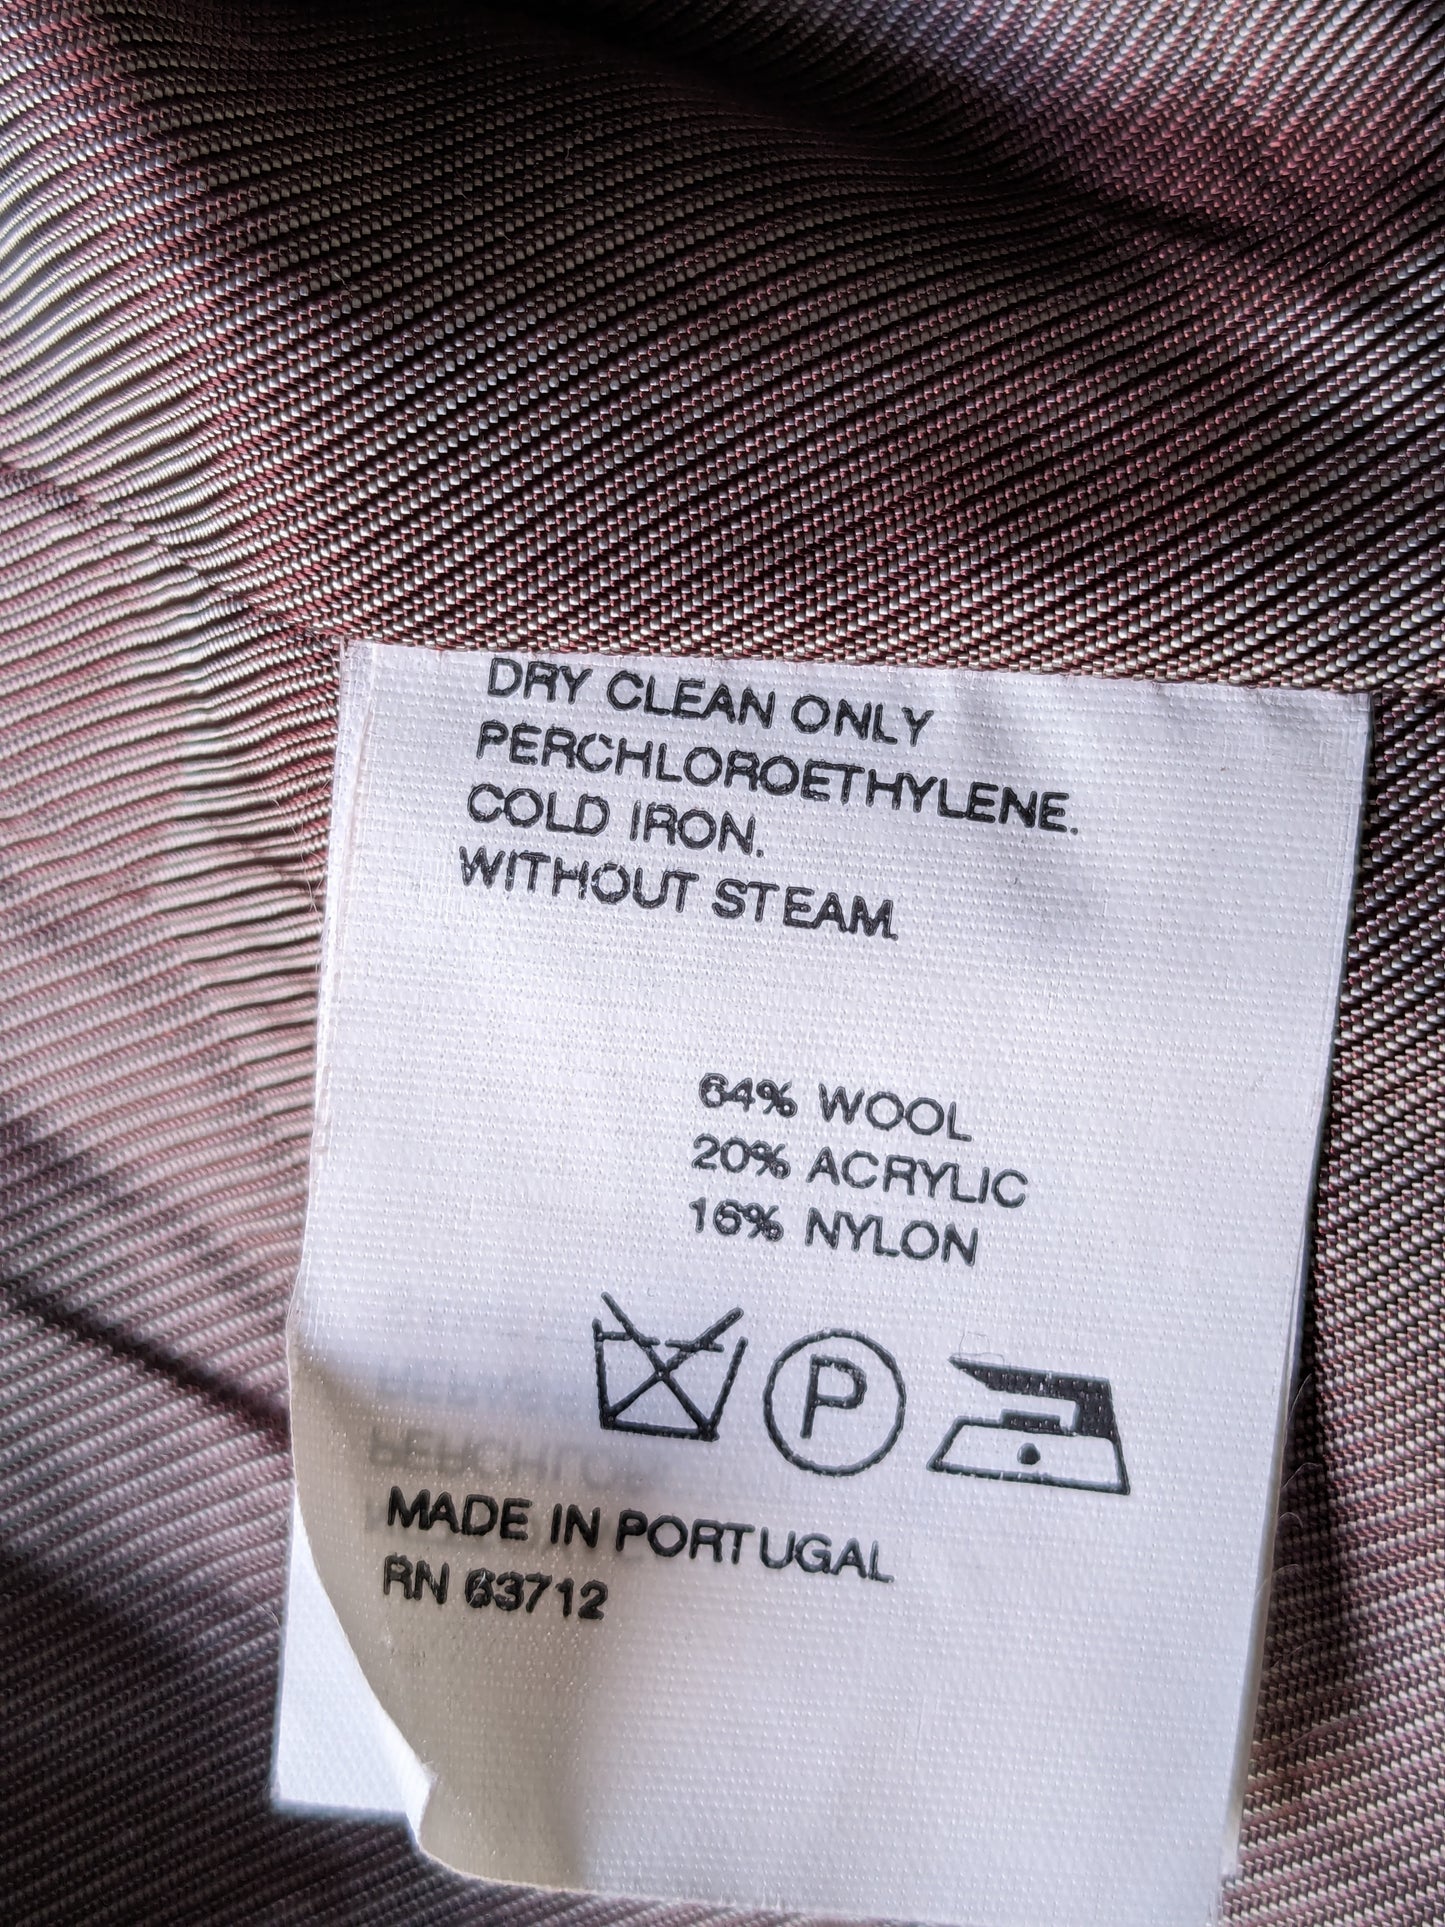 DRY CLEAN ONLY
PERCHLOROETHYLENE.
COLD IRON.
WITHOUT STEAM.
64% WOOL
20% ACRYLIC
16% NYLON
P
MADE IN PORTUGAL
RN 63712